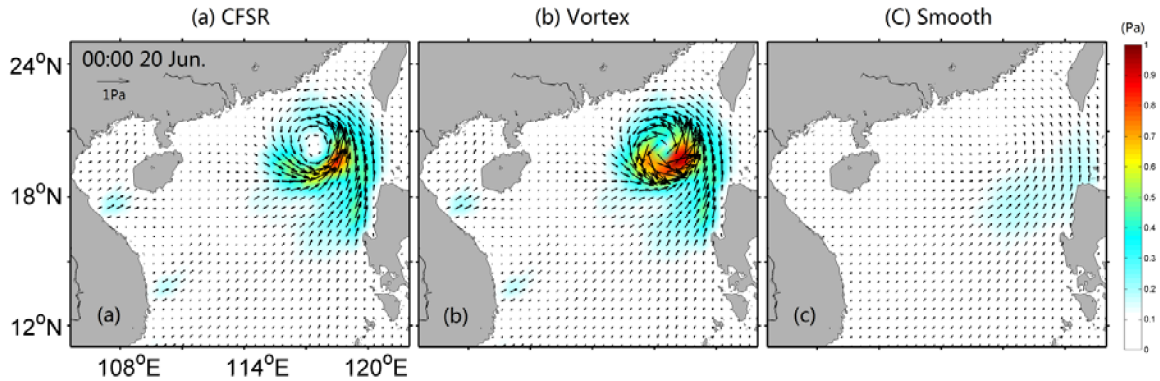 (a) CFSR (b) Vortex (C) Smooth
(Pa)
00:00 20 Jun.
1Pa
24°N
18°N
12°N
(a) (b) (c)
108°E 114°E 120°E
1
0.9
0.8
0.7
0.6
0.5
0.4
0.3
0.2
0.1
0